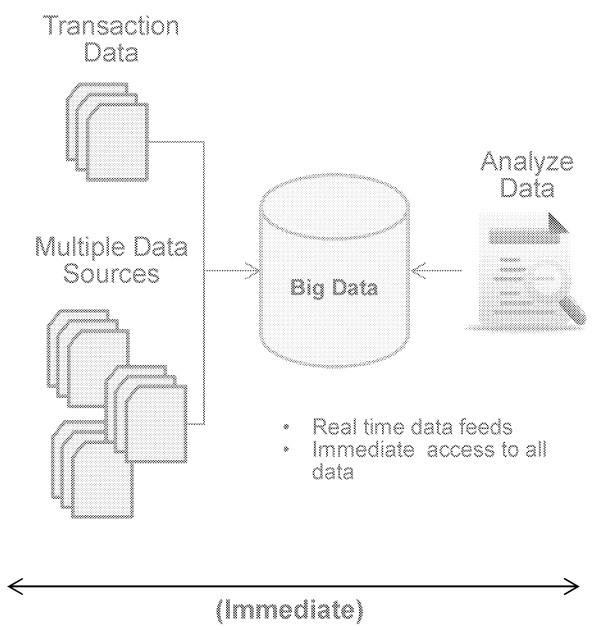 Transaction
Data
Multiple Data
Sources
Big Data
Analyze
Data
• Real time data feeds
• Immediate access to all
data
(Immediate)